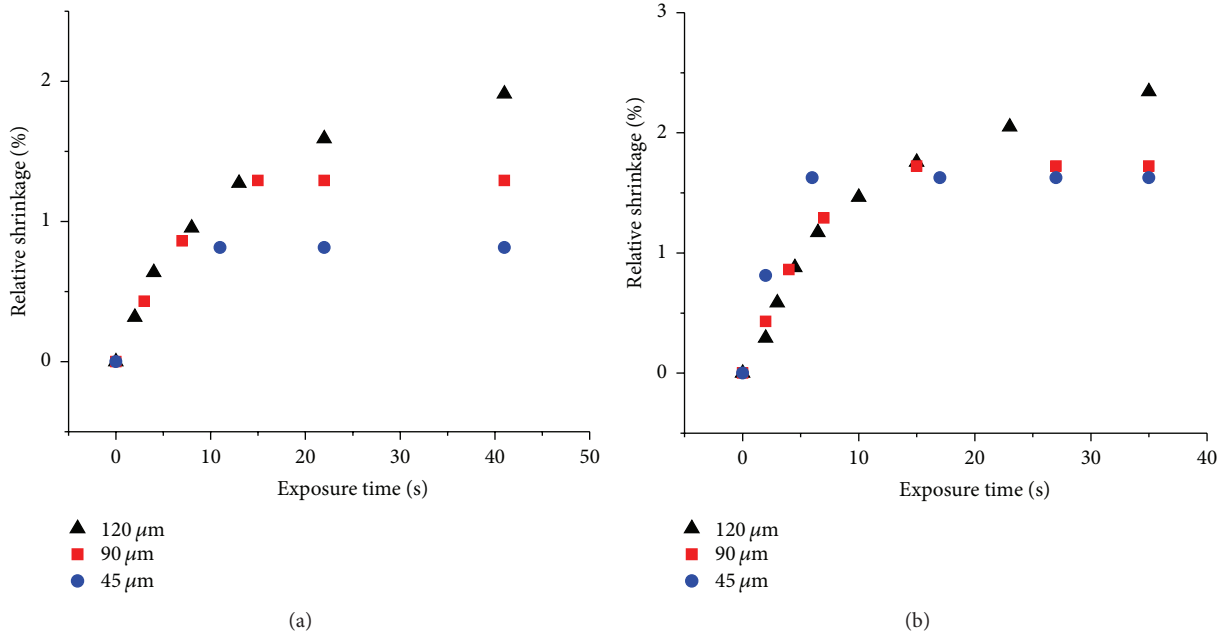 Relative shrinkage (%)
2
1
0
0 10 20 30 40 50
Exposure time (s)
120 μm
90 μm
45 μm
(a)
Relative shrinkage (%)
3
2
1
0
0 10 20 30 40
Exposure time (s)
120 μm
90 μm
45 μm
(b)